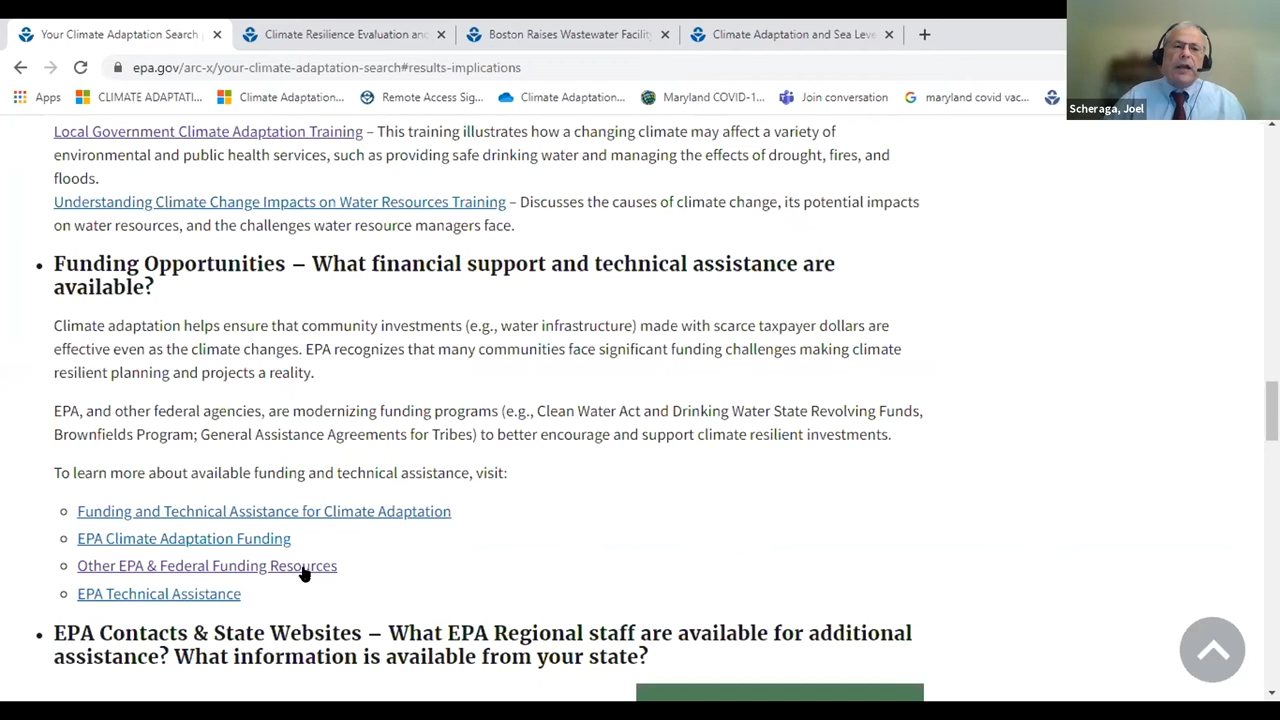 Your Climate Adaptation Search
Climate Resilience Evaluation and
Boston Raises Wastewater Facility
Climate Adaptation and Sea Leve
epa.gov/arc-x/your-climate-adaptation-search#results-implications
Apps
CLIMATE ADAPTATI...
Climate Adaptation...
Remote Access Sig...
Climate Adaptation...
Maryland COVID-1...
Join conversation
maryland covid vac...
Scheraga, Joel
Local Government Climate Adaptation Training – This training illustrates how a changing climate may affect a variety of
environmental and public health services, such as providing safe drinking water and managing the effects of drought, fires, and
floods.
Understanding Climate Change Impacts on Water Resources Training – Discusses the causes of climate change, its potential impacts
on water resources, and the challenges water resource managers face.
• Funding Opportunities – What financial support and technical assistance are
available?
Climate adaptation helps ensure that community investments (e.g., water infrastructure) made with scarce taxpayer dollars are
effective even as the climate changes. EPA recognizes that many communities face significant funding challenges making climate
resilient planning and projects a reality.
EPA, and other federal agencies, are modernizing funding programs (e.g., Clean Water Act and Drinking Water State Revolving Funds,
Brownfields Program; General Assistance Agreements for Tribes) to better encourage and support climate resilient investments.
To learn more about available funding and technical assistance, visit:
Funding and Technical Assistance for Climate Adaptation
EPA Climate Adaptation Funding
Other EPA & Federal Funding Resources
EPA Technical Assistance
• EPA Contacts & State Websites – What EPA Regional staff are available for additional
assistance? What information is available from your state?